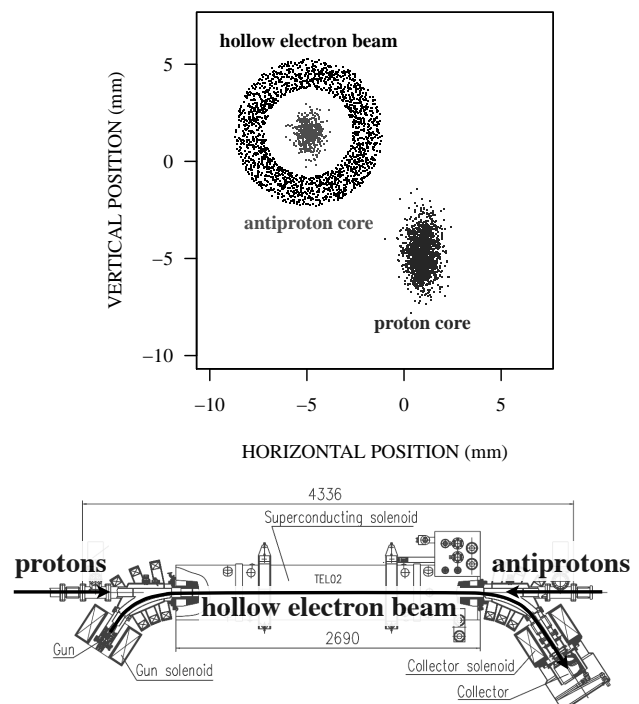 hollow electron beam
5
0
−5
−10
VERTICAL POSITION (mm)
antiproton core
proton core
−10 −5 0 5
HORIZONTAL POSITION (mm)
4336
Superconducting solenoid
protons
antiprotons
TEL02
hollow electron beam
2690
Gun
Gun solenoid
Collector solenoid
Collector